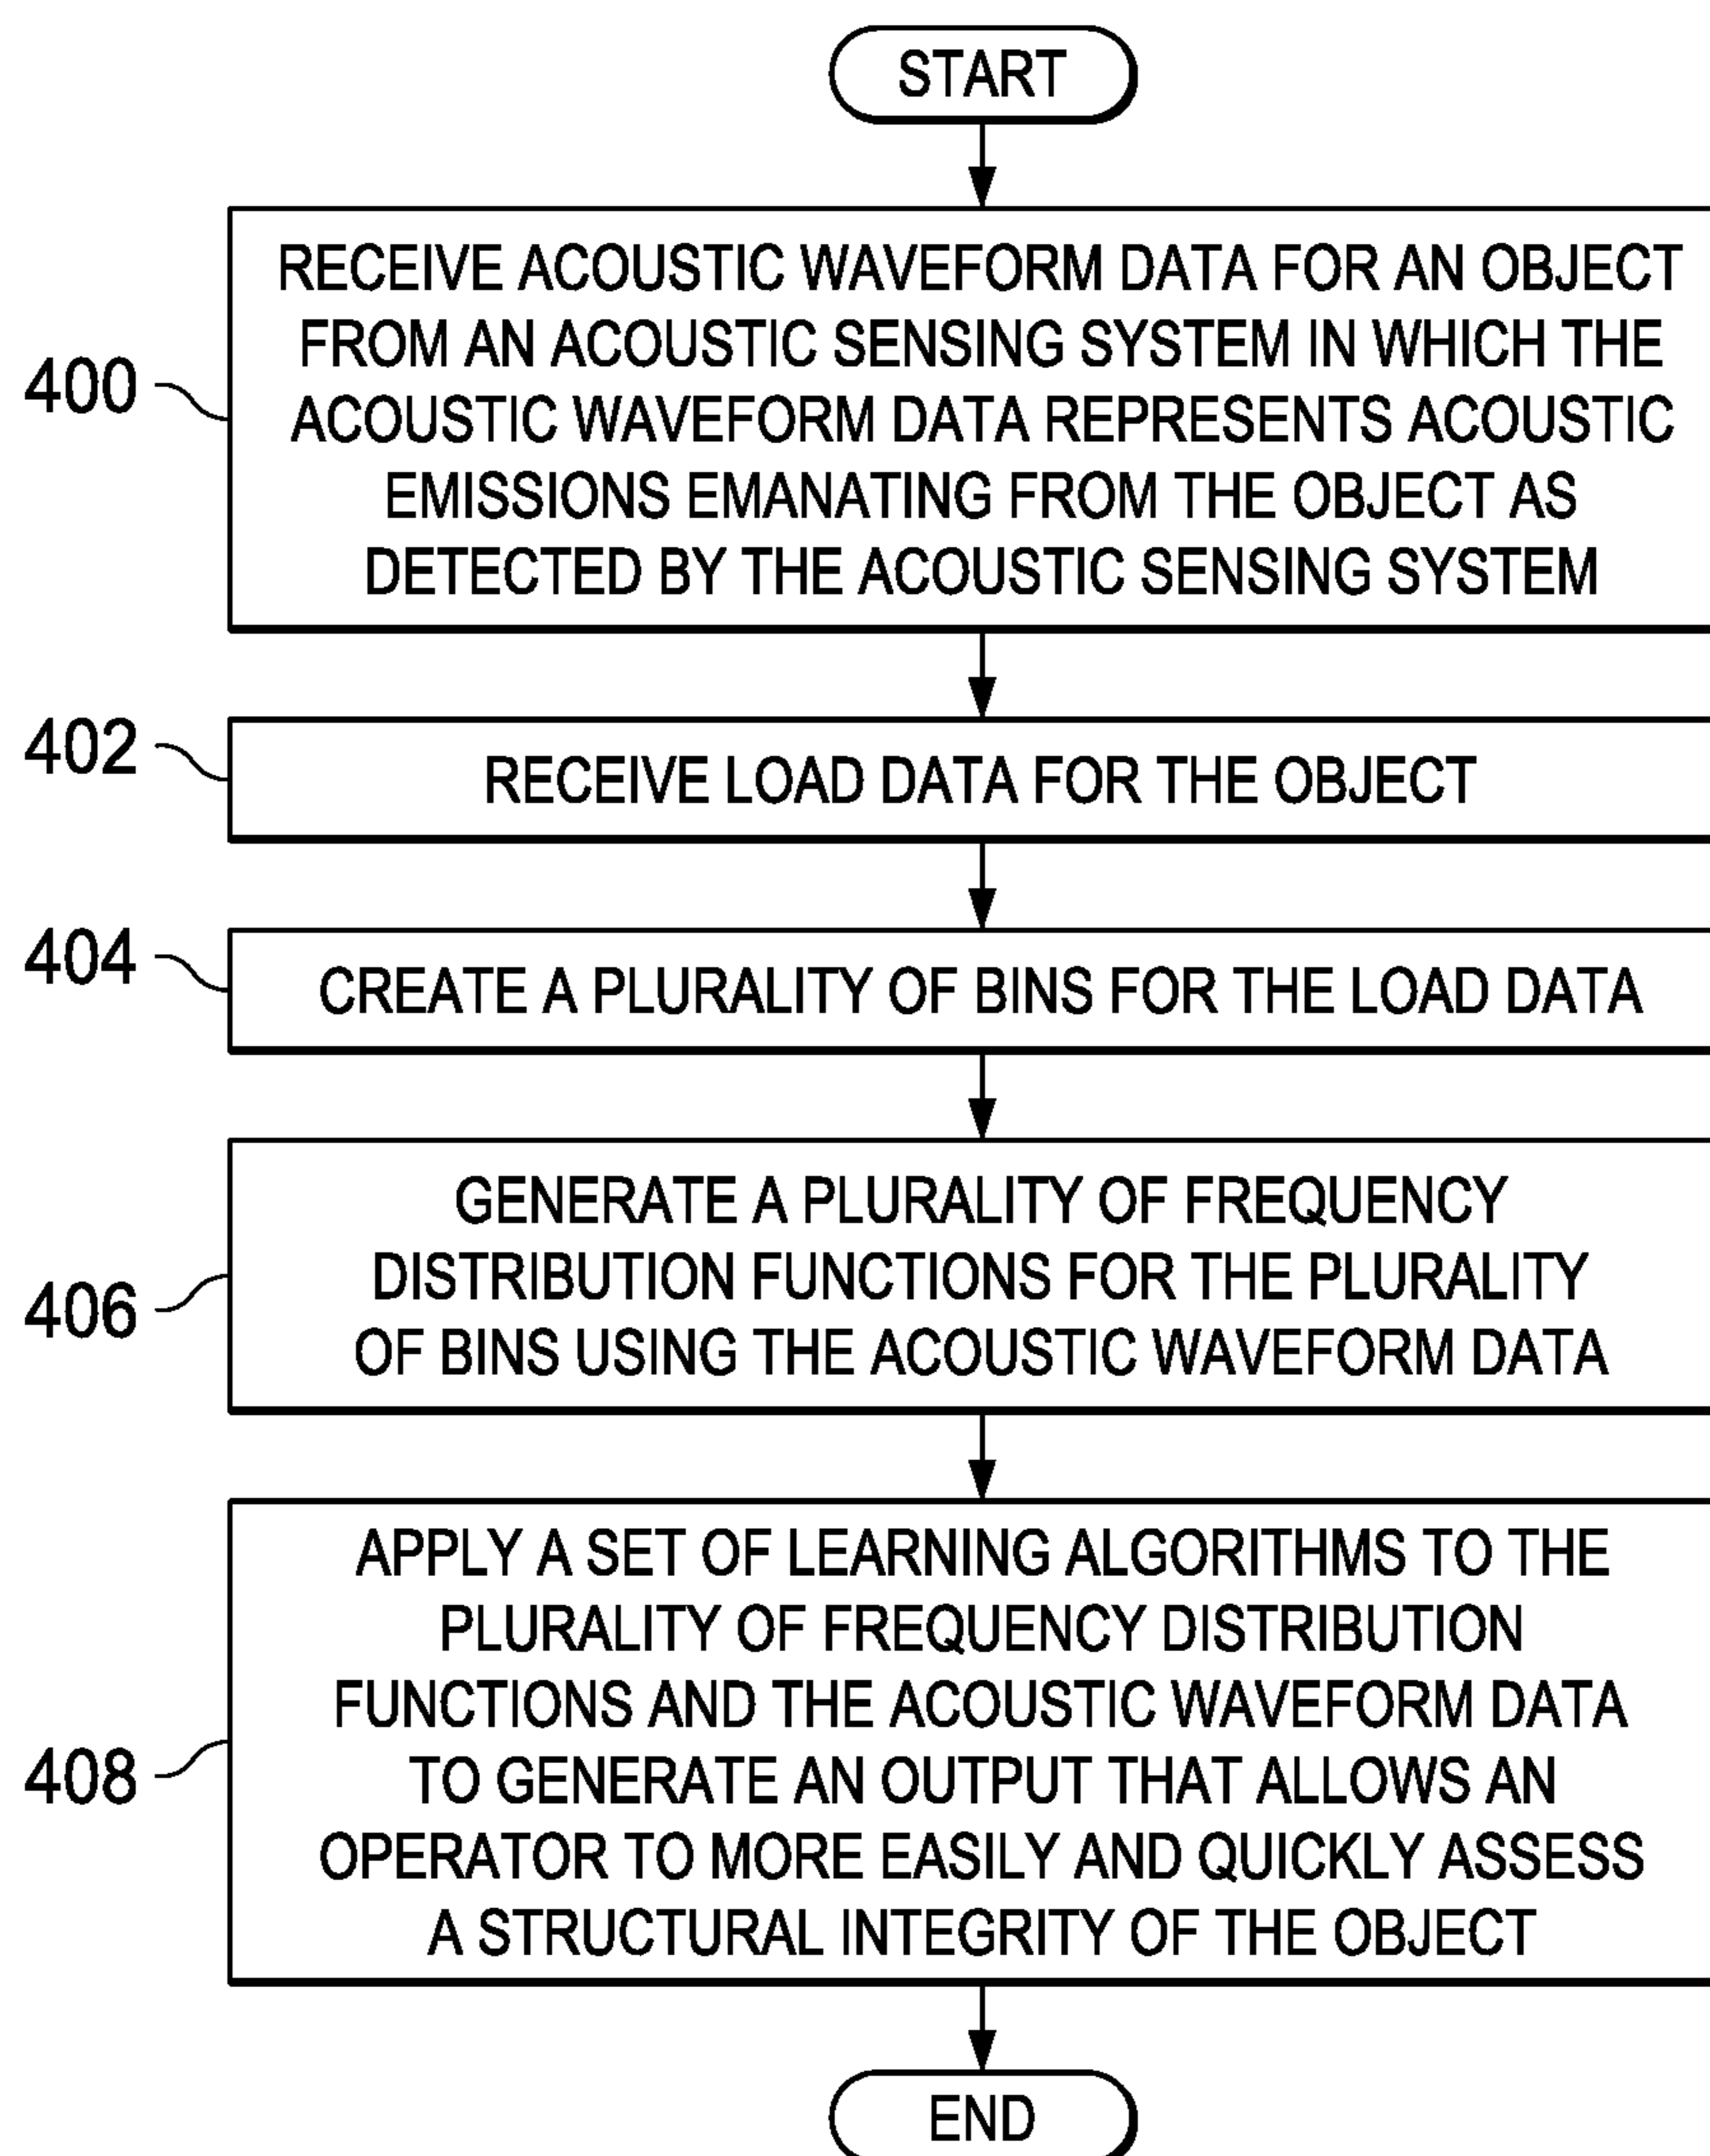 START
400
RECEIVE ACOUSTIC WAVEFORM DATA FOR AN OBJECT
FROM AN ACOUSTIC SENSING SYSTEM IN WHICH THE
ACOUSTIC WAVEFORM DATA REPRESENTS ACOUSTIC
EMISSIONS EMANATING FROM THE OBJECT AS
DETECTED BY THE ACOUSTIC SENSING SYSTEM
402
RECEIVE LOAD DATA FOR THE OBJECT
404
CREATE A PLURALITY OF BINS FOR THE LOAD DATA
406
GENERATE A PLURALITY OF FREQUENCY
DISTRIBUTION FUNCTIONS FOR THE PLURALITY
OF BINS USING THE ACOUSTIC WAVEFORM DATA
408
APPLY A SET OF LEARNING ALGORITHMS TO THE
PLURALITY OF FREQUENCY DISTRIBUTION
FUNCTIONS AND THE ACOUSTIC WAVEFORM DATA
TO GENERATE AN OUTPUT THAT ALLOWS AN
OPERATOR TO MORE EASILY AND QUICKLY ASSESS
A STRUCTURAL INTEGRITY OF THE OBJECT
END